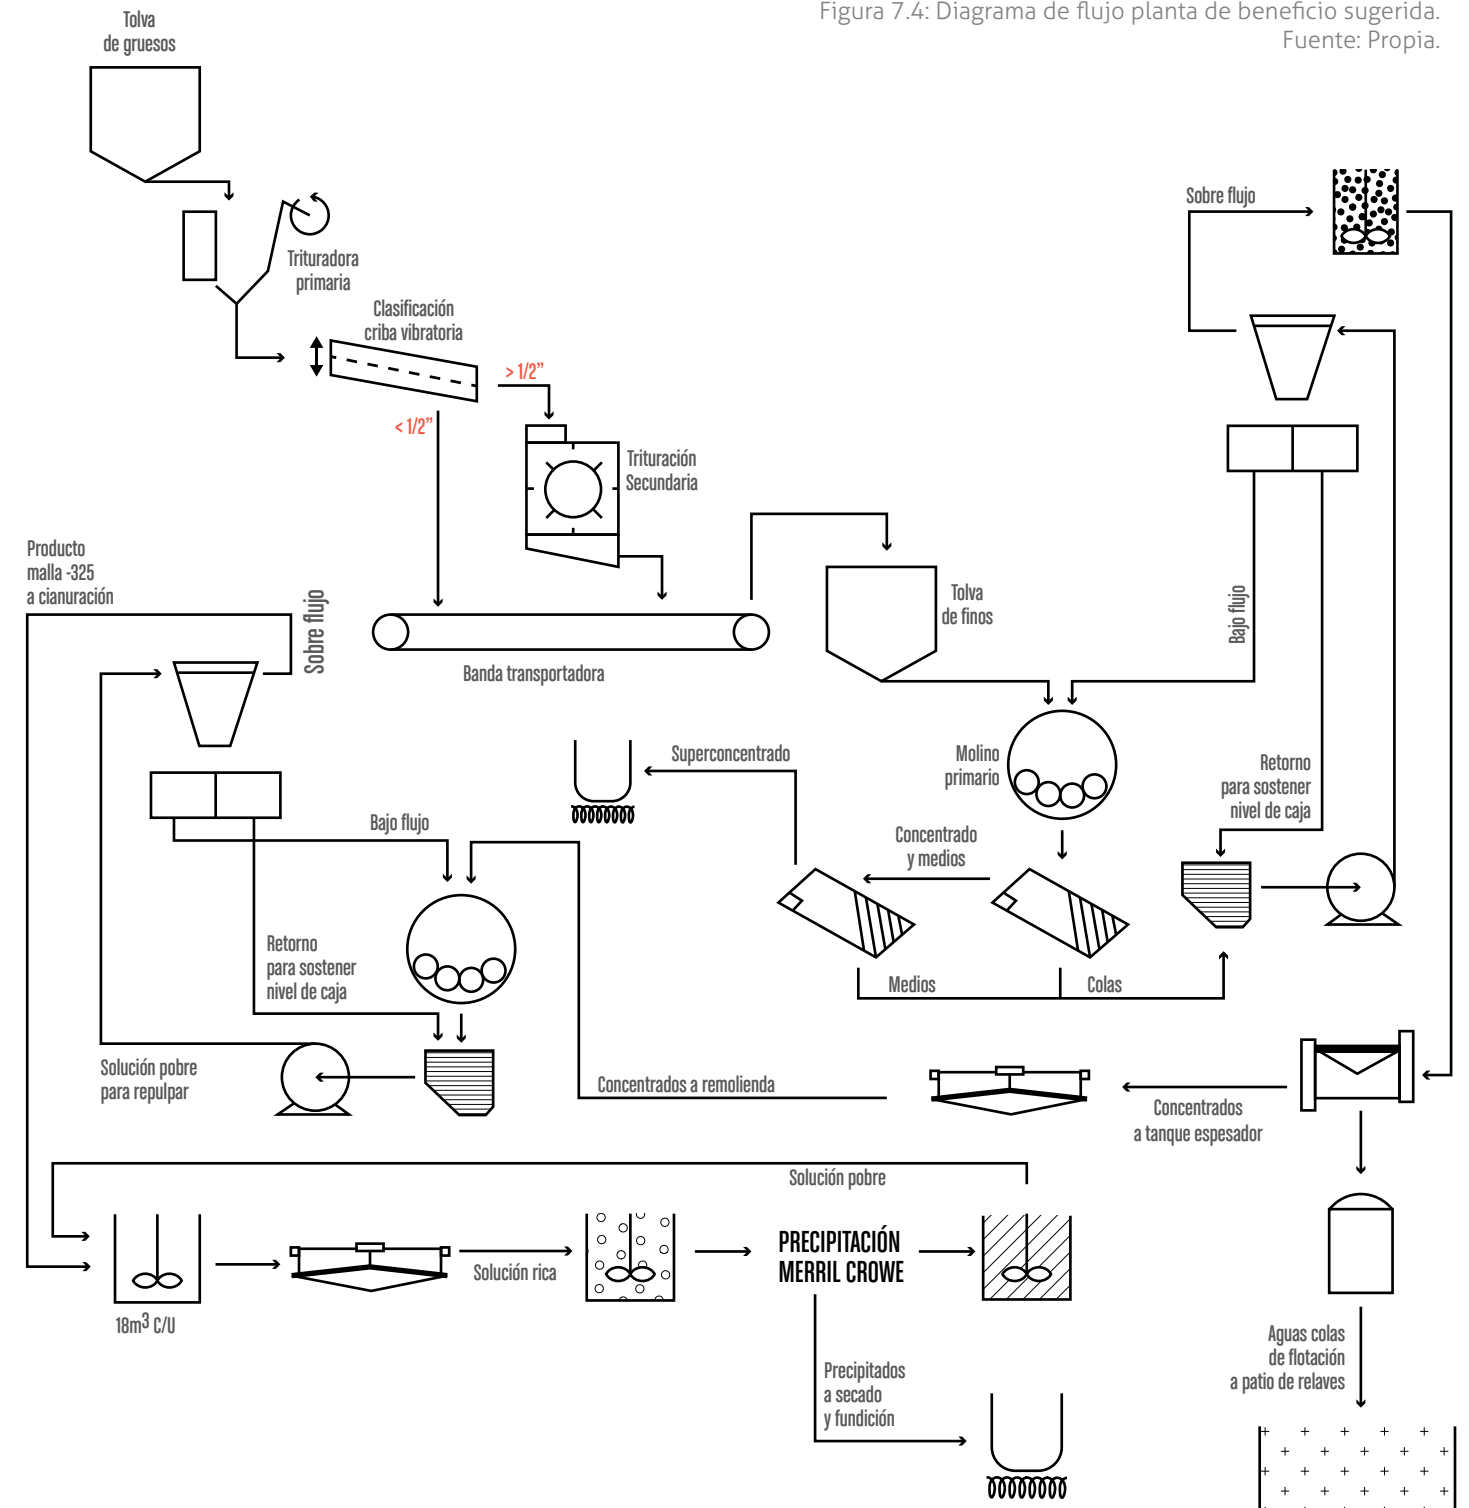 Figura 7.4: Diagrama de flujo planta de beneficio sugerida.
Fuente: Propia.
Tolva
de gruesos
Trituradora
primaria
Clasificación
criba vibratoria
> 1/2”
< 1/2”
Trituración
Secundaria
Sobre flujo
Producto
malla -325
a cianuración
Sobre flujo
Banda transportadora
Tolva
de finos
Bajo flujo
Superconcentrado
Molino
primario
Retorno
para sostener
nivel de caja
Bajo flujo
Concentrado
y medios
Retorno
para sostener
nivel de caja
Medios
Colas
Solución pobre
para repulpar
Concentrados a remolienda
Concentrados
a tanque espesador
Solución pobre
PRECIPITACIÓN
MERRIL CROWE
Solución rica
18m3 C/U
Aguas colas
de flotación
a patio de relaves
Precipitados
a secado
y fundición